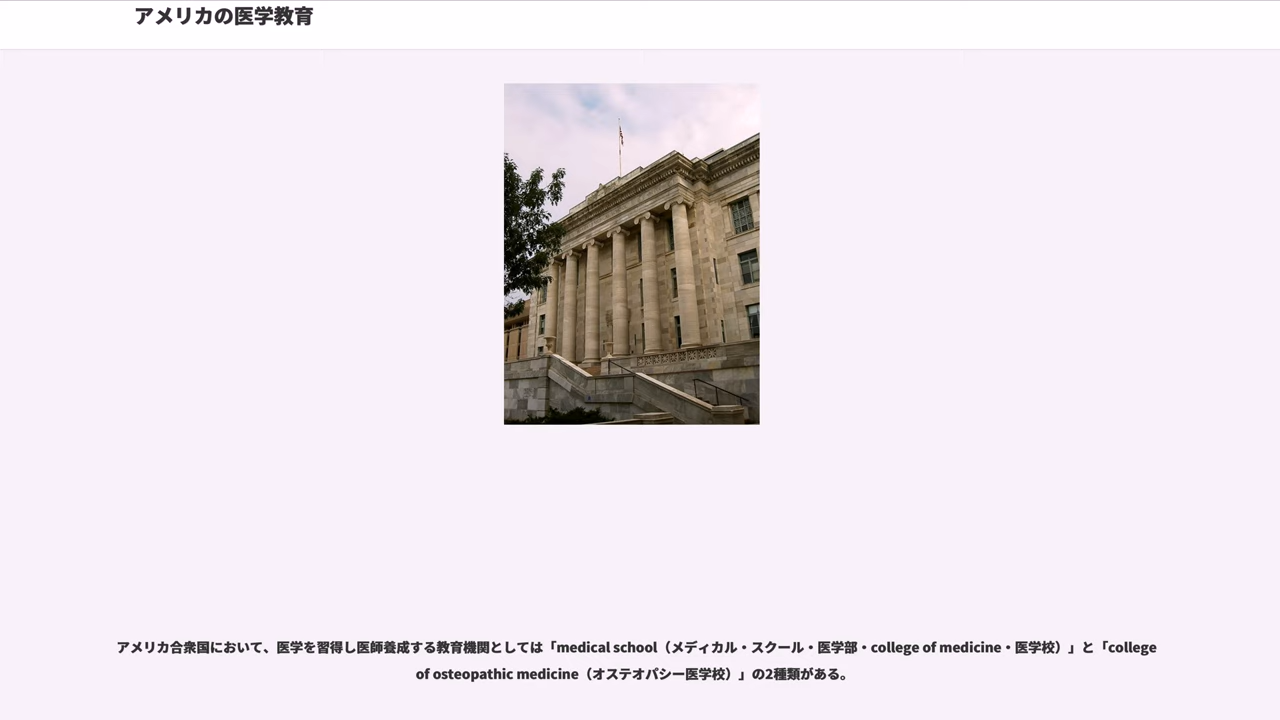 アメリカの医学教育
アメリカ合衆国において、医学を習得し医師養成する教育機関としては「medical school（メディカル・スクール・医学部・college of medicine・医学校）」と「college
of osteopathic medicine（オステオパシー医学校）」の2種類がある。